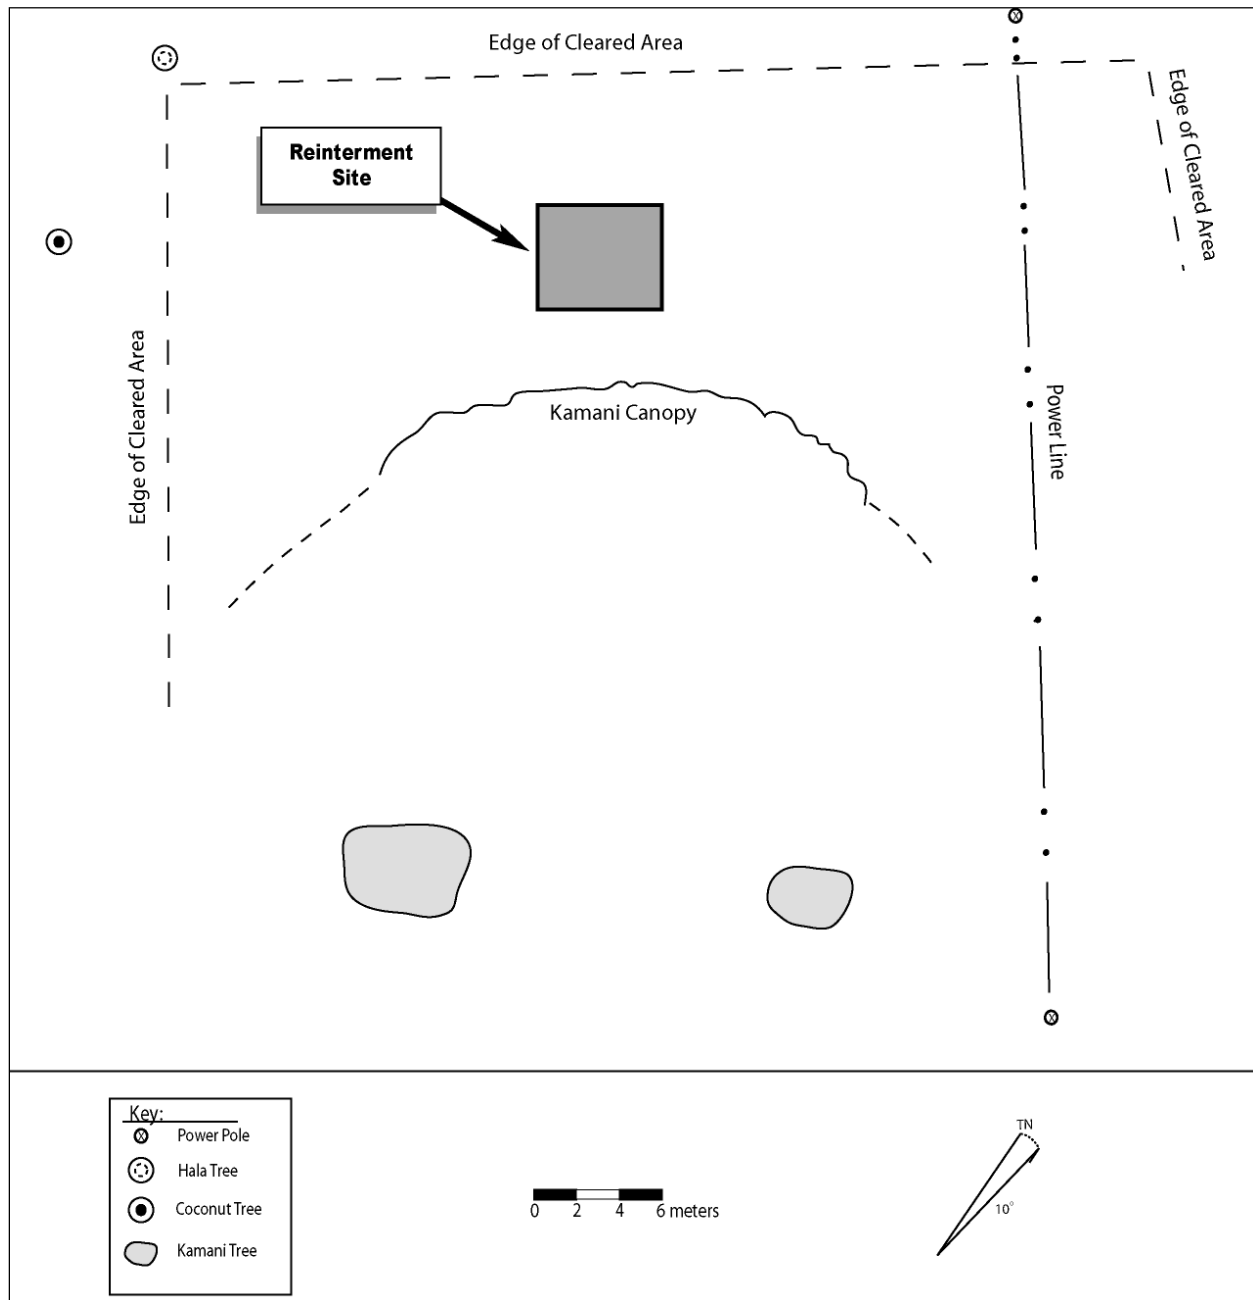 Edge of Cleared Area
Edge of Cleared Area
Reinterment
Site
Edge of Cleared Area
Kamani Canopy
Power Line
Key:
Power Pole
Hala Tree
Coconut Tree
Kamani Tree
0 2 4 6 meters
TN
10°